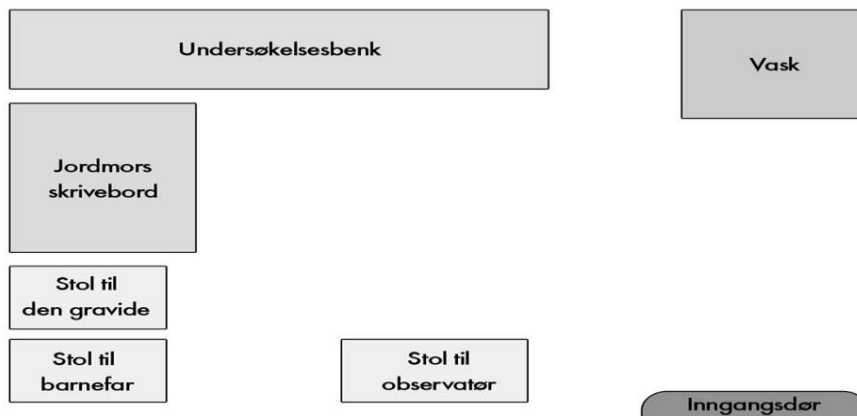 Undersøkelsesbenk
Vask
Jordmors
skrivebord
Stol til
den gravide
Stol til
barnefar
Stol til
observatør
Inngangsdør